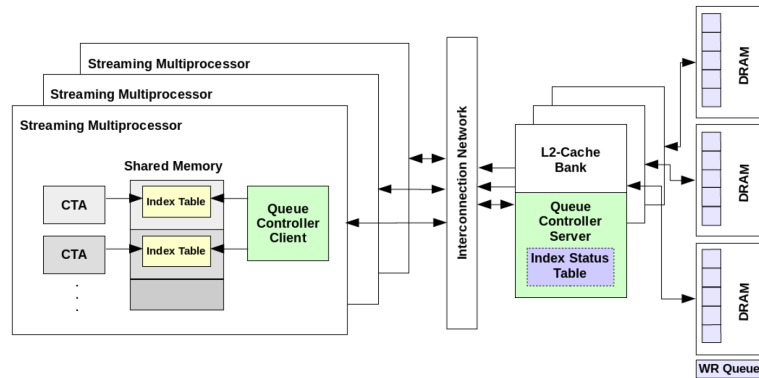 Streaming Multiprocessor
Streaming Multiprocessor
Streaming Multiprocessor
Shared Memory
CTA
Index Table
Queue
Controller
Client
CTA
Index Table
.
.
.
Interconnection Network
L2-Cache
Bank
Queue
Controller
Server
Index Status
Table
DRAM
DRAM
DRAM
WR Queue